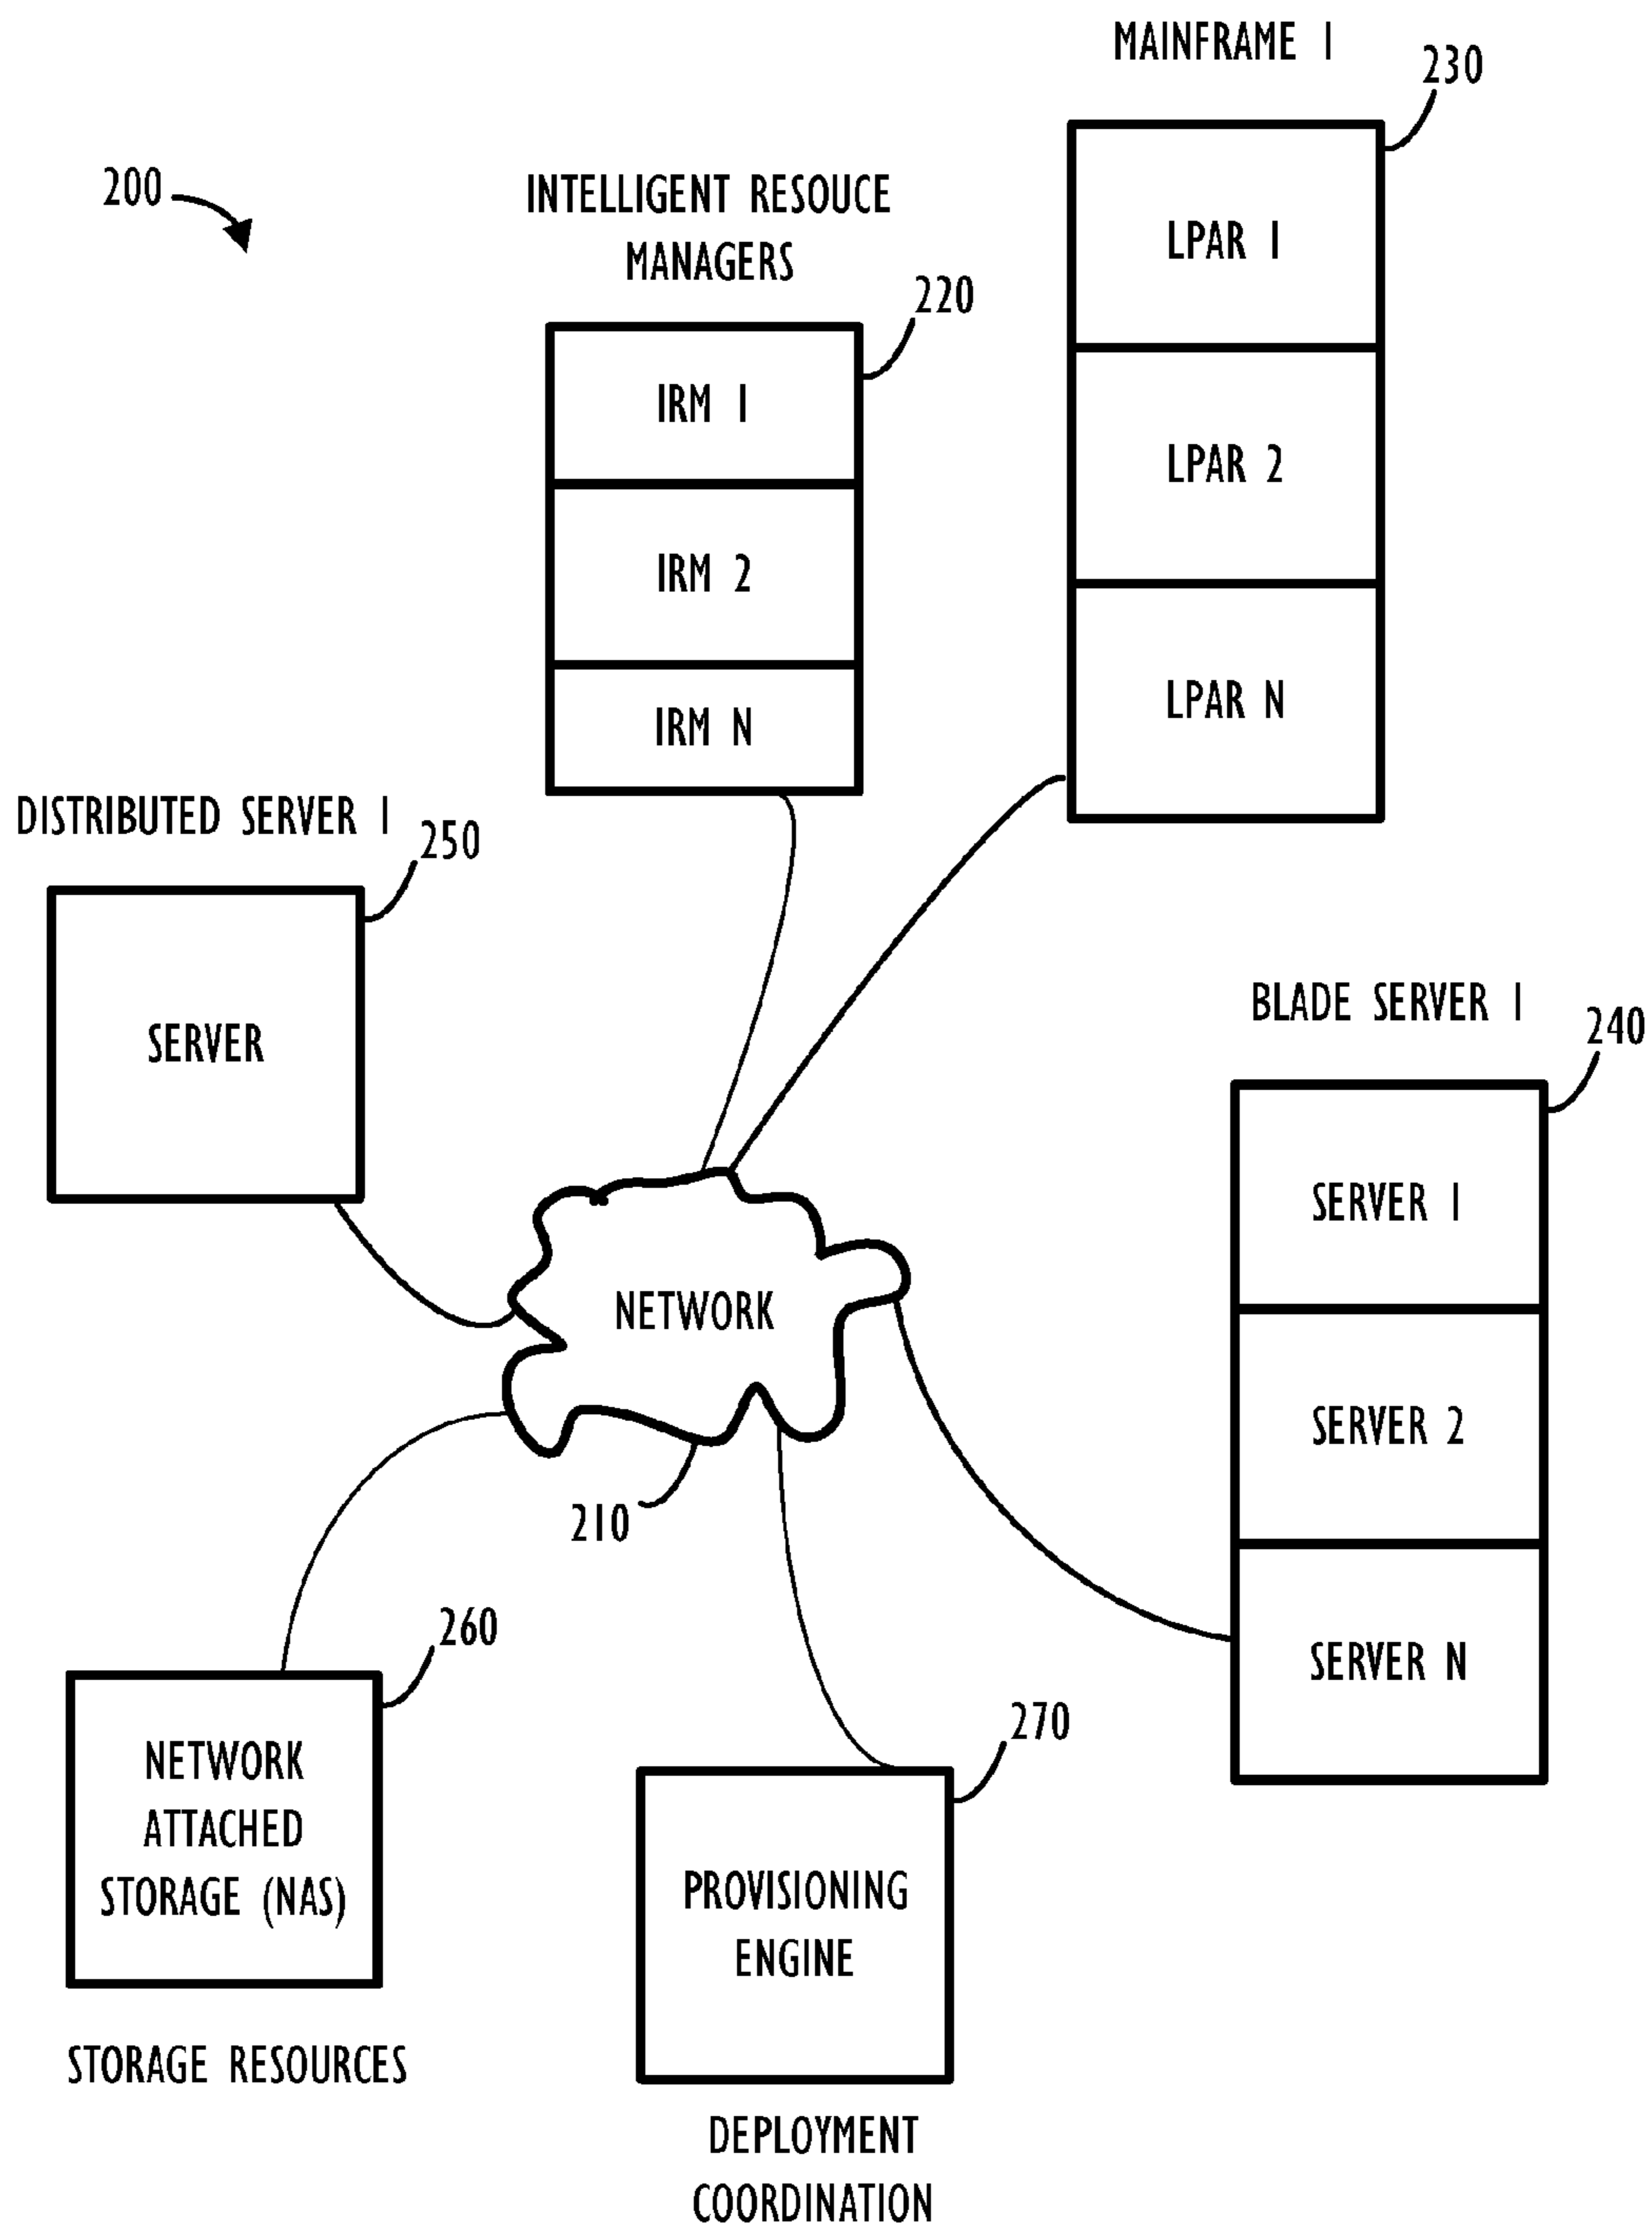 MAINFRAME 1
230
200
INTELLIGENT RESOUCE
MANAGERS
220
LPAR 1
LPAR 2
LPAR N
IRM 1
IRM 2
IRM N
DISTRIBUTED SERVER 1
250
SERVER
BLADE SERVER 1
240
SERVER 1
SERVER 2
SERVER N
NETWORK
210
260
NETWORK
ATTACHED
STORAGE (NAS)
STORAGE RESOURCES
270
PROVISIONING
ENGINE
DEPLOYMENT
COORDINATION